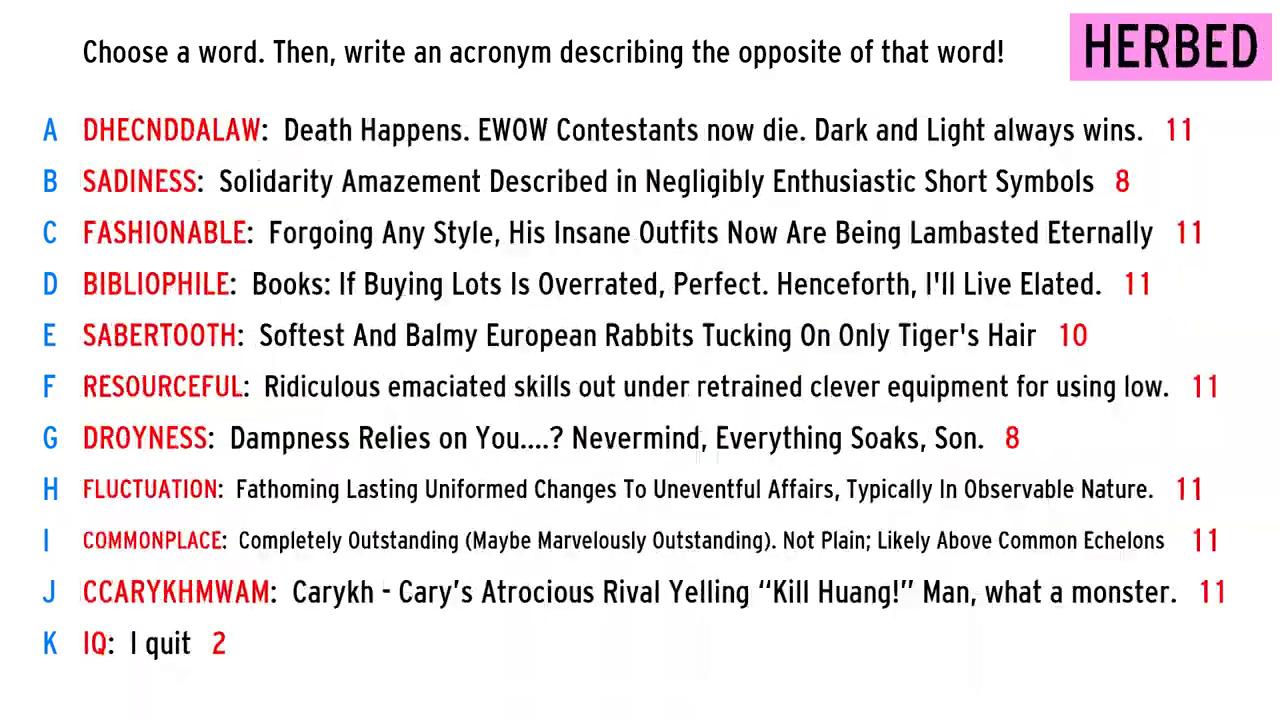 Choose a word. Then, write an acronym describing the opposite of that word!
HERBED
A DHECNDDALAW: Death Happens. EWOW Contestants now die. Dark and Light always wins. 11
B SADINESS: Solidarity Amazement Described in Negligibly Enthusiastic Short Symbols 8
C FASHIONABLE: Forgoing Any Style, His Insane Outfits Now Are Being Lambasted Eternally 11
D BIBLIOPHILE: Books: If Buying Lots Is Overrated, Perfect. Henceforth, I'll Live Elated. 11
E SABERTOOTH: Softest And Balmy European Rabbits Tucking On Only Tiger's Hair 10
F RESOURCEFUL: Ridiculous emaciated skills out under retrained clever equipment for using low. 11
G DROYNESS: Dampness Relies on You....? Nevermind, Everything Soaks, Son. 8
H FLUCTUATION: Fathoming Lasting Uniformed Changes To Uneventful Affairs, Typically In Observable Nature. 11
I COMMONPLACE: Completely Outstanding (Maybe Marvelously Outstanding). Not Plain; Likely Above Common Echelons 11
J CCARYKHMWAM: Carykh - Cary’s Atrocious Rival Yelling “Kill Huang!” Man, what a monster. 11
K IQ: I quit 2